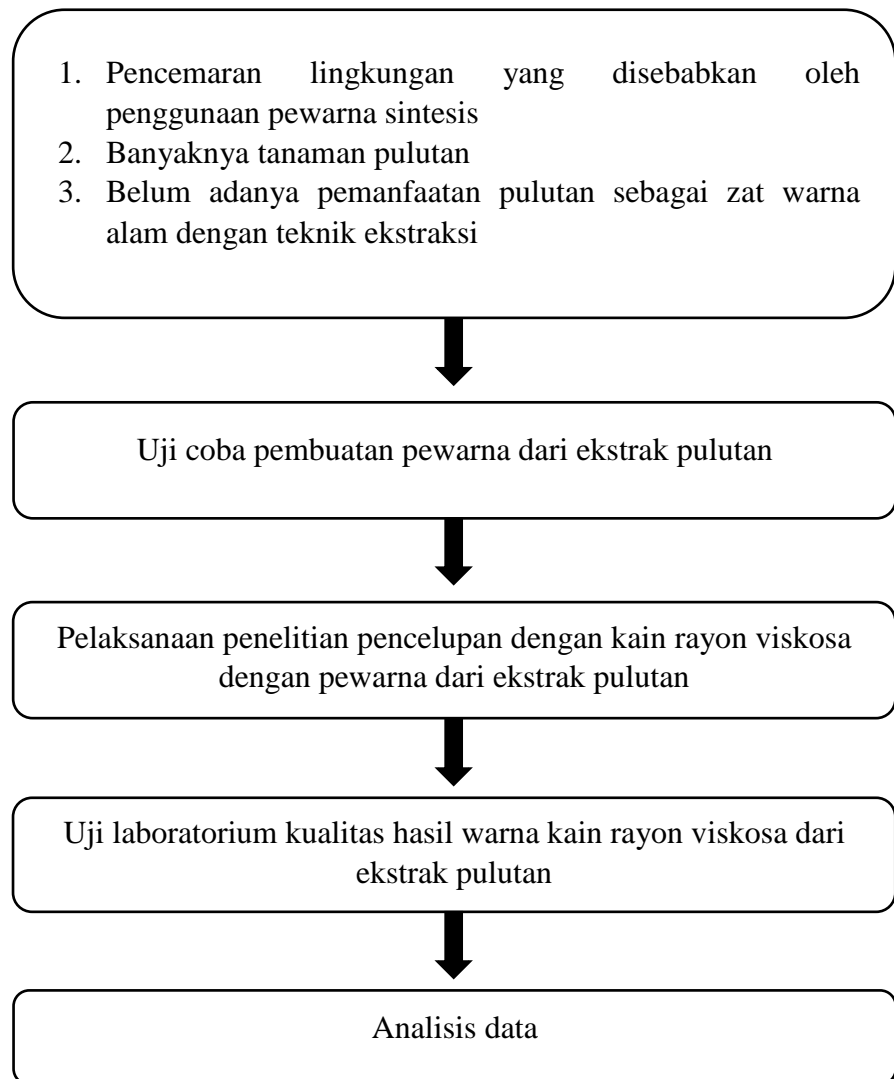 1. Pencemaran lingkungan yang disebabkan oleh
penggunaan pewarna sintesis
2. Banyaknya tanaman pulutan
3. Belum adanya pemanfaatan pulutan sebagai zat warna
alam dengan teknik ekstraksi
Uji coba pembuatan pewarna dari ekstrak pulutan
Pelaksanaan penelitian pencelupan dengan kain rayon viskosa
dengan pewarna dari ekstrak pulutan
Uji laboratorium kualitas hasil warna kain rayon viskosa dari
ekstrak pulutan
Analisis data